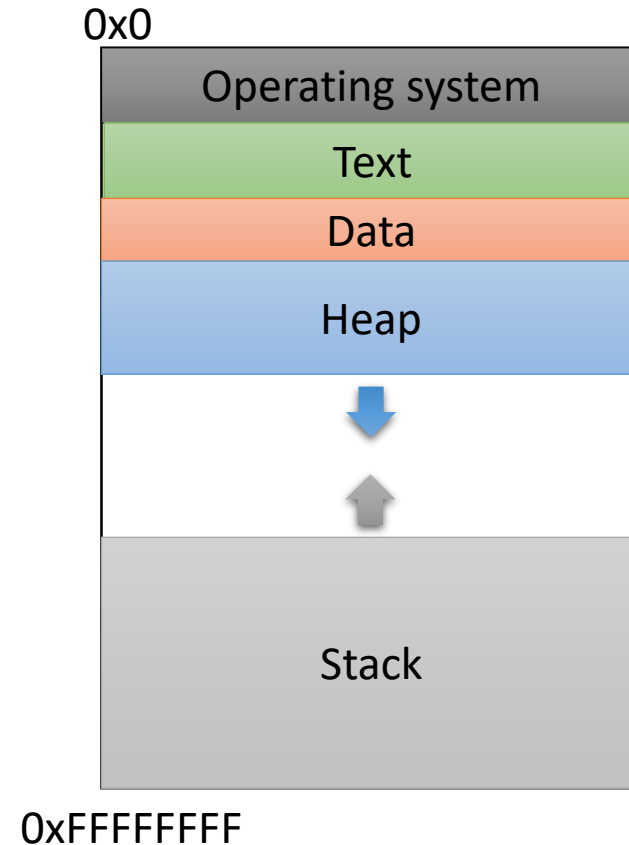 0x0
Operating system
Text
Data
Heap
Stack
0xFFFFFFFF